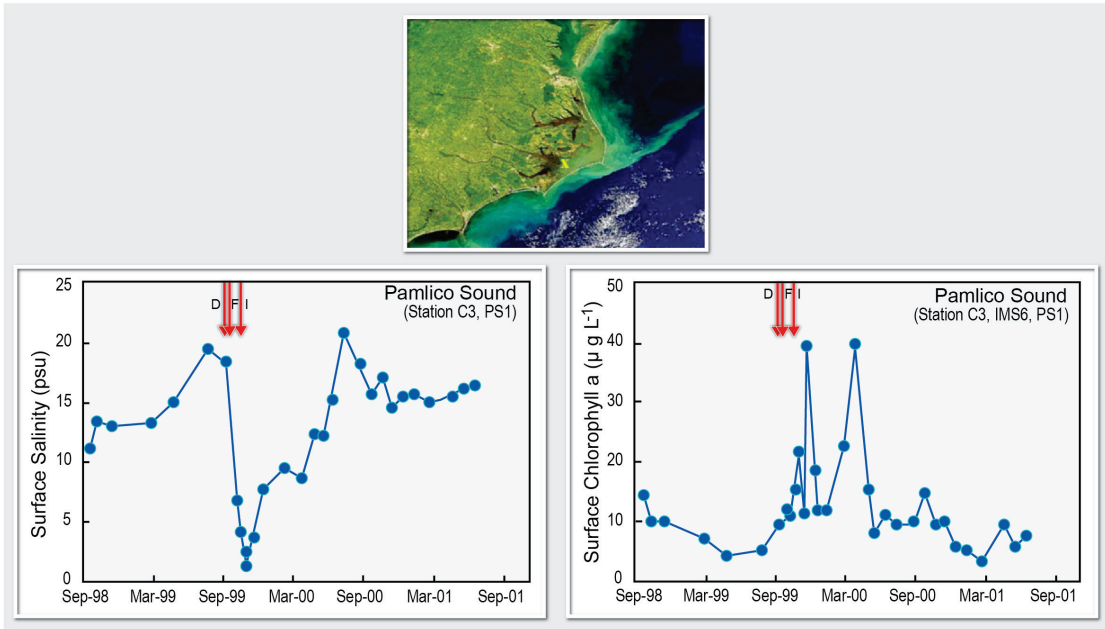 25
20
15
10
5
0
Surface Salinity (psu)
D F I
Pamlico Sound
(Station C3, PS1)
Sep-98 Mar-99 Sep-99 Mar-00 Sep-00 Mar-01 Sep-01
50
40
30
20
10
0
Surface Chlorophyll a (µ g L-1)
D F I
Pamlico Sound
(Station C3, IMS6, PS1)
Sep-98 Mar-99 Sep-99 Mar-00 Sep-00 Mar-01 Sep-01